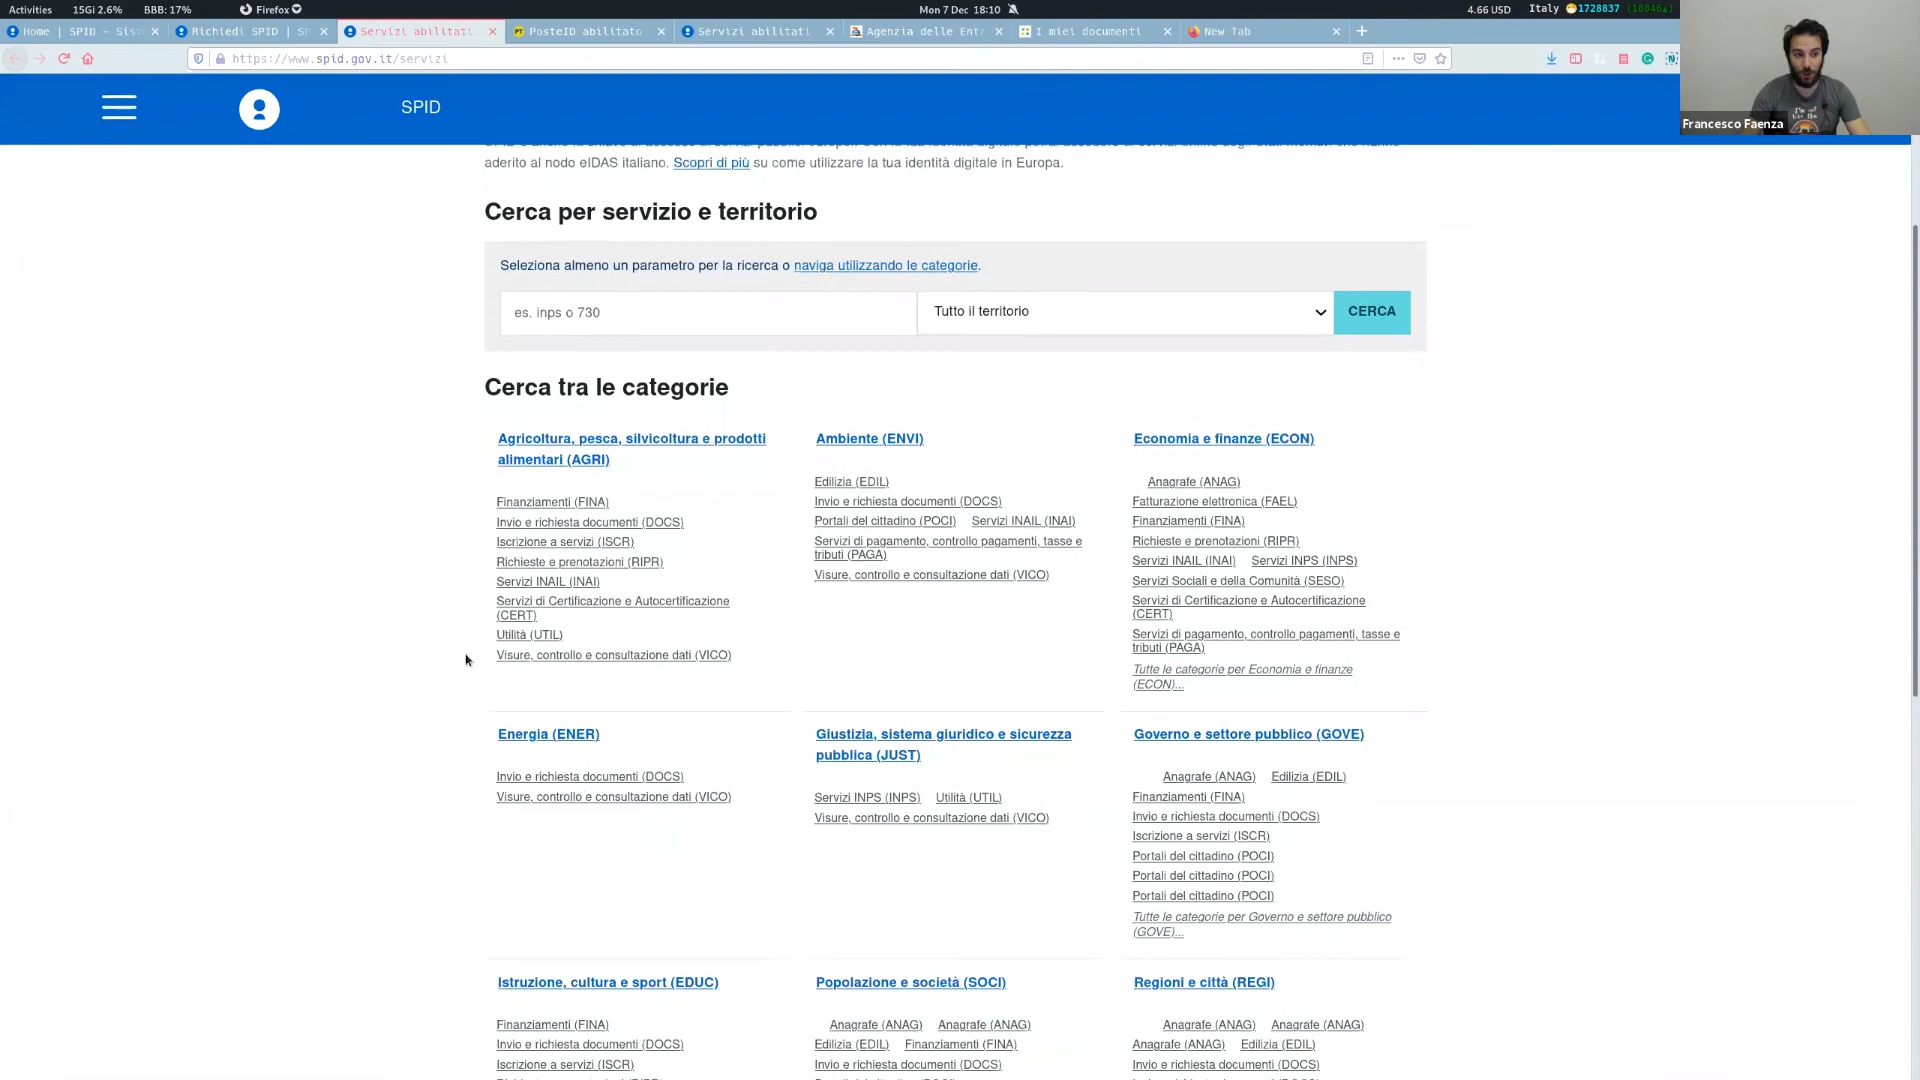 Activities 15Gi 2.6% BBB: 17% Firefox Mon 7 Dec 18:10 4.66 USD Italy 1728837 (18846▲)
Home | SPID - Sist Richiedi SPID | S Servizi abilitati PosteID abilitato Servizi abilitati Agenzia delle Ent I miei documenti New Tab
https://www.spid.gov.it/servizi
Francesco Faenza
SPID
aderito al nodo eIDAS italiano. Scopri di più su come utilizzare la tua identità digitale in Europa.
Cerca per servizio e territorio
Seleziona almeno un parametro per la ricerca o naviga utilizzando le categorie.
es. inps o 730 Tutto il territorio CERCA
Cerca tra le categorie
Agricoltura, pesca, silvicoltura e prodotti
alimentari (AGRI)
Finanziamenti (FINA)
Invio e richiesta documenti (DOCS)
Iscrizione a servizi (ISCR)
Richieste e prenotazioni (RIPR)
Servizi INAIL (INAI)
Servizi di Certificazione e Autocertificazione
(CERT)
Utilità (UTIL)
Visure, controllo e consultazione dati (VICO)
Ambiente (ENVI)
Edilizia (EDIL)
Invio e richiesta documenti (DOCS)
Portali del cittadino (POCI) Servizi INAIL (INAI)
Servizi di pagamento, controllo pagamenti, tasse e
tributi (PAGA)
Visure, controllo e consultazione dati (VICO)
Economia e finanze (ECON)
Anagrafe (ANAG)
Fatturazione elettronica (FAEL)
Finanziamenti (FINA)
Richieste e prenotazioni (RIPR)
Servizi INAIL (INAI) Servizi INPS (INPS)
Servizi Sociali e della Comunità (SESO)
Servizi di Certificazione e Autocertificazione
(CERT)
Servizi di pagamento, controllo pagamenti, tasse e
tributi (PAGA)
Tutte le categorie per Economia e finanze
(ECON)...
Energia (ENER)
Invio e richiesta documenti (DOCS)
Visure, controllo e consultazione dati (VICO)
Giustizia, sistema giuridico e sicurezza
pubblica (JUST)
Servizi INPS (INPS) Utilità (UTIL)
Visure, controllo e consultazione dati (VICO)
Governo e settore pubblico (GOVE)
Anagrafe (ANAG) Edilizia (EDIL)
Finanziamenti (FINA)
Invio e richiesta documenti (DOCS)
Iscrizione a servizi (ISCR)
Portali del cittadino (POCI)
Portali del cittadino (POCI)
Portali del cittadino (POCI)
Tutte le categorie per Governo e settore pubblico
(GOVE)...
Istruzione, cultura e sport (EDUC)
Finanziamenti (FINA)
Invio e richiesta documenti (DOCS)
Iscrizione a servizi (ISCR)
Popolazione e società (SOCI)
Anagrafe (ANAG) Anagrafe (ANAG)
Edilizia (EDIL) Finanziamenti (FINA)
Invio e richiesta documenti (DOCS)
Regioni e città (REGI)
Anagrafe (ANAG) Anagrafe (ANAG)
Anagrafe (ANAG) Edilizia (EDIL)
Invio e richiesta documenti (DOCS)